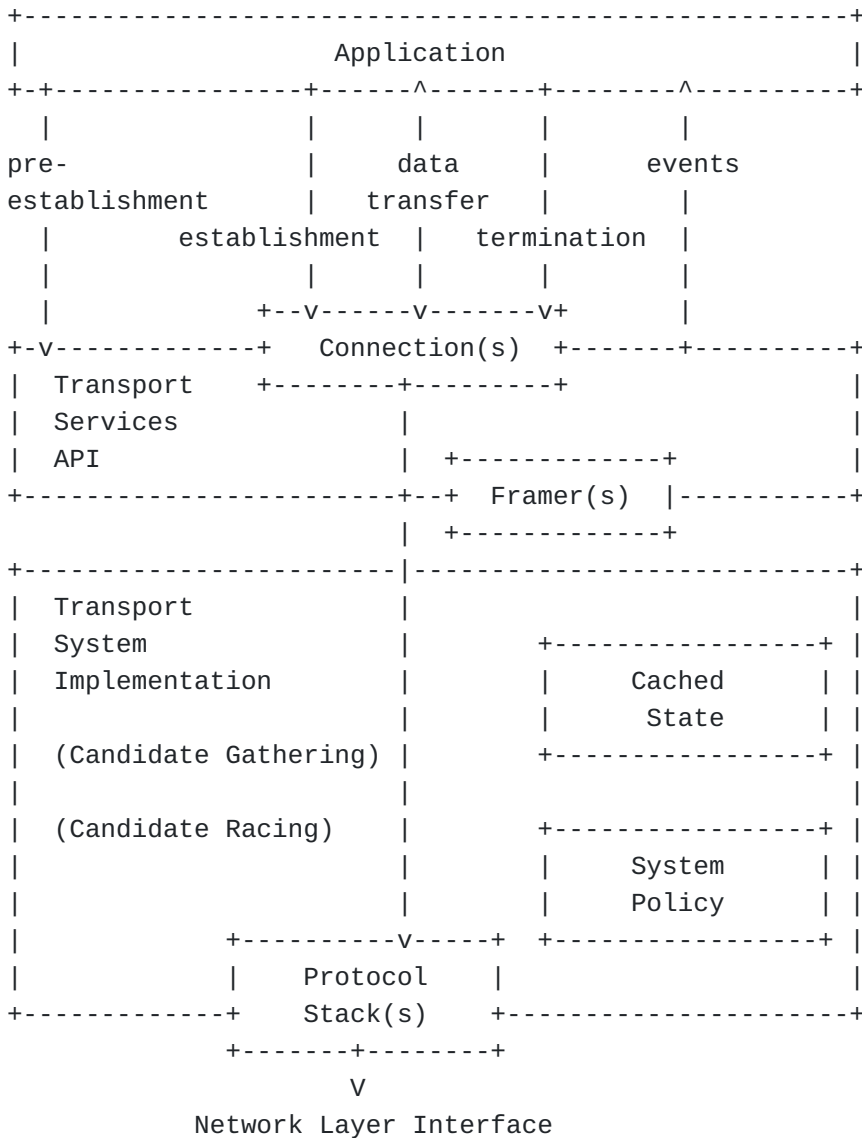 Application
pre- data events
establishment transfer
establishment termination
Connection(s)
Transport
Services
API
Framer(s)
Transport
System
Implementation Cached
State
(Candidate Gathering)
(Candidate Racing)
System
Policy
Protocol
Stack(s)
Network Layer Interface